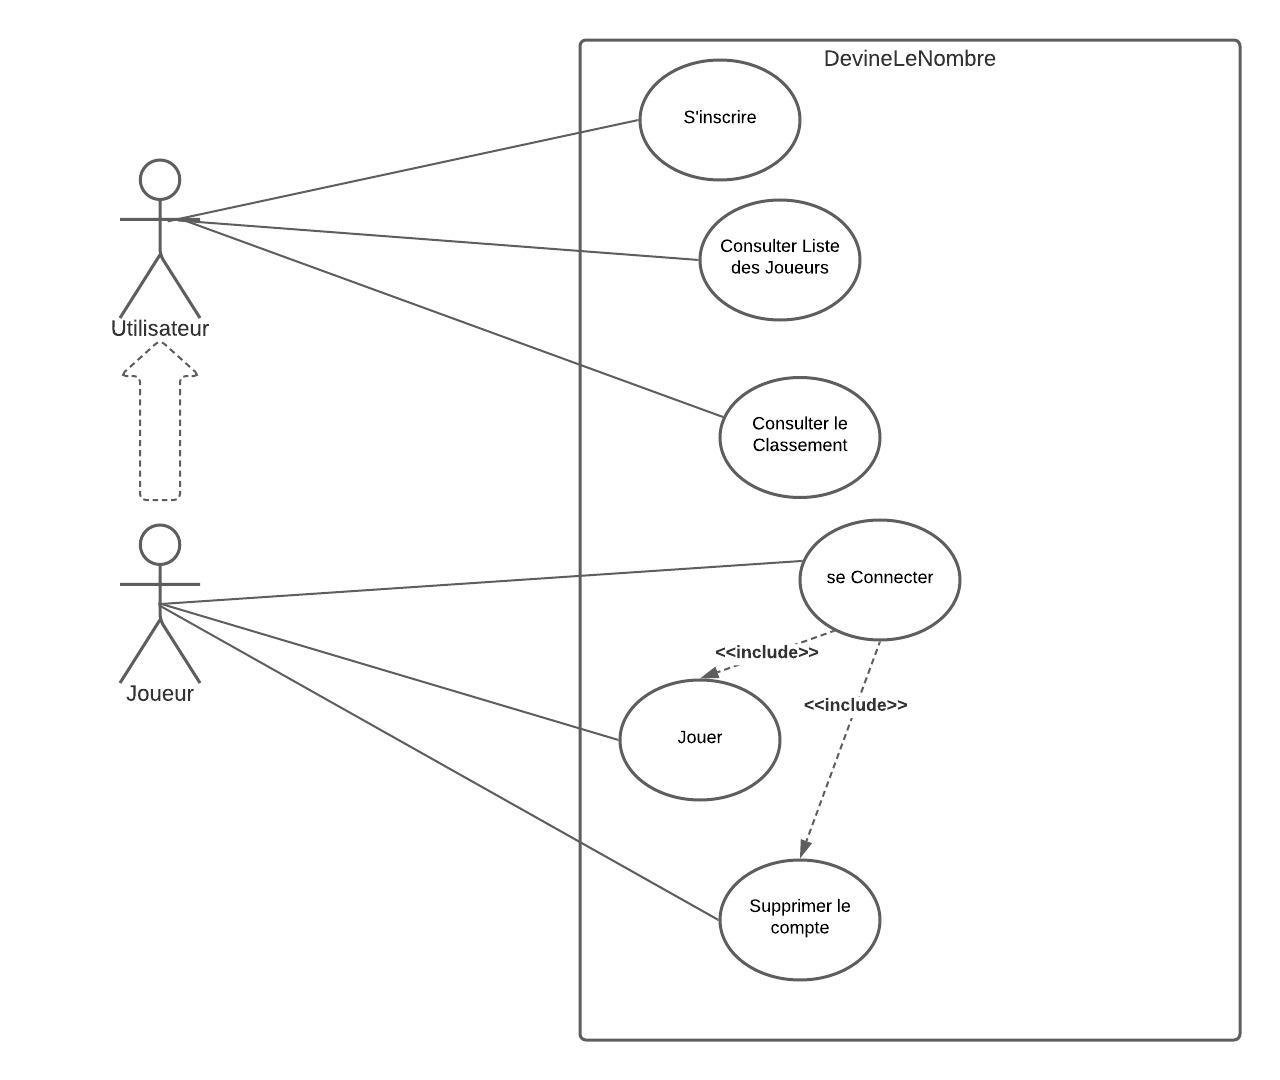 DevineLeNombre
S'inscrire
Consulter Liste
des Joueurs
Utilisateur
Consulter le
Classement
se Connecter
<<include>>
Joueur
<<include>>
Jouer
Supprimer le
compte